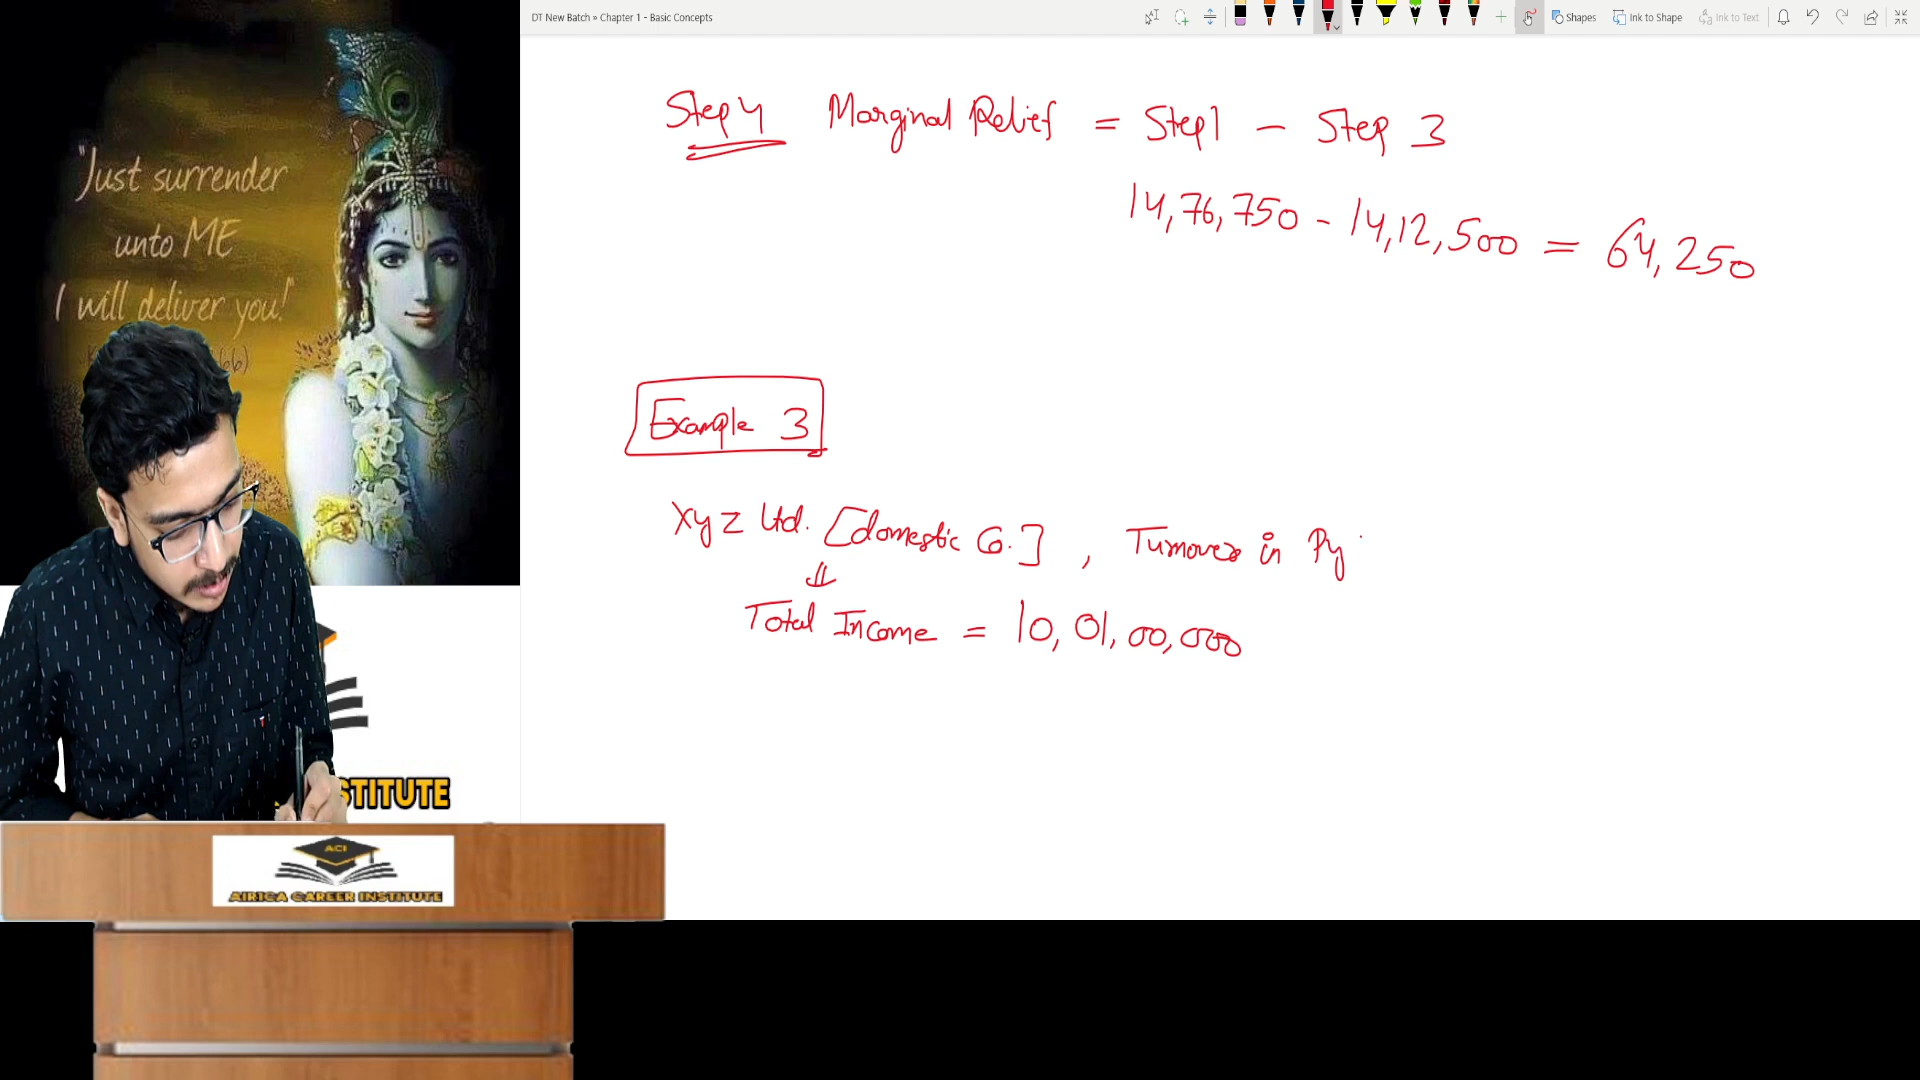 DT New Batch » Chapter 1 - Basic Concepts
Shapes
Ink to Shape
Ink to Text
"Just surrender
unto ME
I will deliver you!"
Step 4 Marginal Relief = Step 1 - Step 3
14,76,750 - 14,12,500 = 64,250
Example 3
XyZ Ltd. [domestic Co.] , Turnover in Py
Total Income = 10,01,00,000
STITUTE
ACI
AIRICA CAREER INSTITUTE